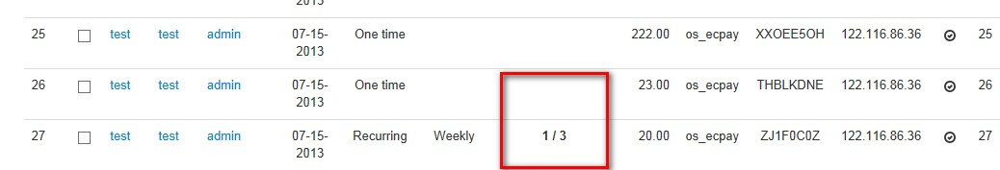 2013
25 test test admin 07-15- One time 222.00 os_ecpay XXOEE5OH 122.116.86.36 25
2013
26 test test admin 07-15- One time 23.00 os_ecpay THBLKDNE 122.116.86.36 26
2013
27 test test admin 07-15- Recurring Weekly 1 / 3 20.00 os_ecpay ZJ1F0C0Z 122.116.86.36 27
2013